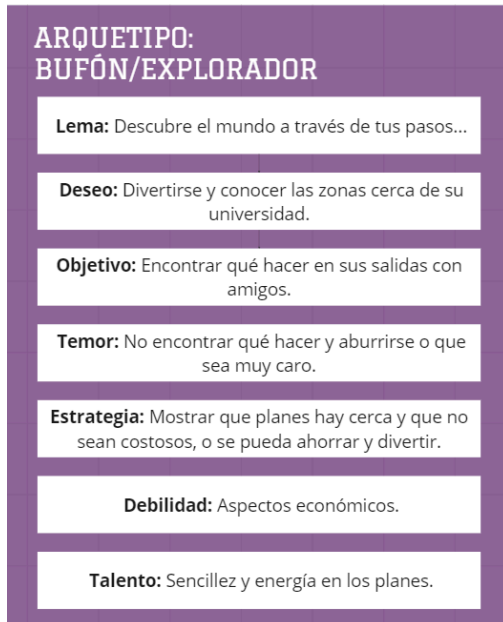 ARQUETIPO:
BUFÓN/EXPLORADOR
Lema: Descubre el mundo a través de tus pasos...
Deseo: Divertirse y conocer las zonas cerca de su
universidad.
Objetivo: Encontrar qué hacer en sus salidas con
amigos.
Temor: No encontrar qué hacer y aburrirse o que
sea muy caro.
Estrategia: Mostrar que planes hay cerca y que no
sean costosos, o se pueda ahorrar y divertir.
Debilidad: Aspectos económicos.
Talento: Sencillez y energía en los planes.